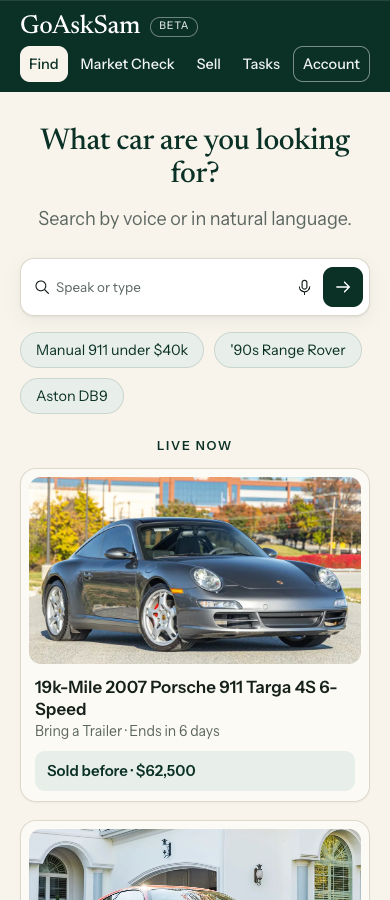 GoAskSam BETA
Find Market Check Sell Tasks Account
What car are you looking
for?
Search by voice or in natural language.
Speak or type
Manual 911 under $40k '90s Range Rover
Aston DB9
LIVE NOW
19k-Mile 2007 Porsche 911 Targa 4S 6-
Speed
Bring a Trailer · Ends in 6 days
Sold before · $62,500